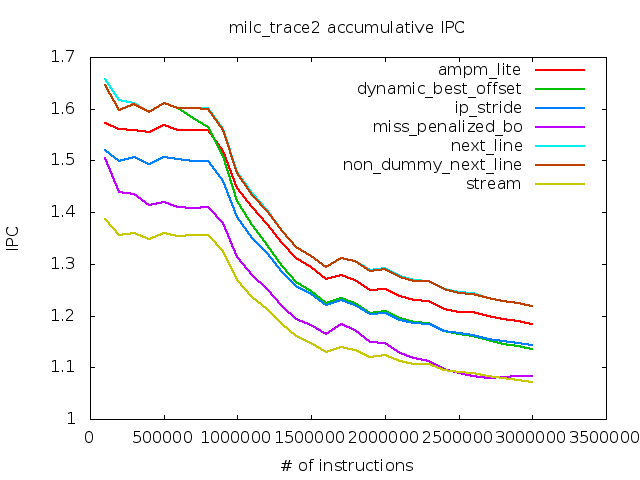 milc_trace2 accumulative IPC
1.7
1.6
1.5
1.4
1.3
1.2
1.1
1
IPC
ampm_lite
dynamic_best_offset
ip_stride
miss_penalized_bo
next_line
non_dummy_next_line
stream
0 500000 1000000 1500000 2000000 2500000 3000000 3500000
# of instructions